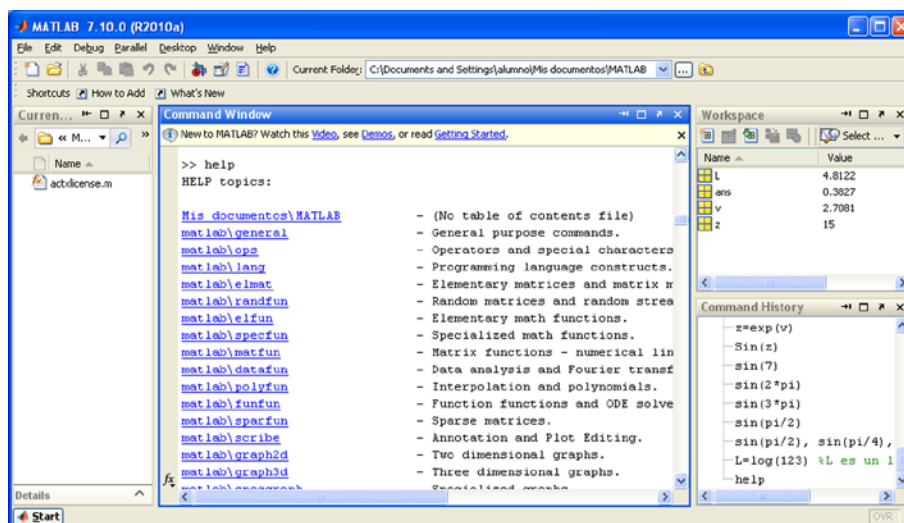 MATLAB 7.10.0 (R2010a)
File Edit Debug Parallel Desktop Window Help
Current Folder: C:\Documents and Settings\alumno\Mis documentos\MATLAB
Shortcuts How to Add What's New
Curren...
« M...
Name
actxlicense.m
Details
Command Window
New to MATLAB? Watch this Video, see Demos, or read Getting Started.
>> help
HELP topics:
Mis documentos\MATLAB - (No table of contents file)
matlab\general - General purpose commands.
matlab\ops - Operators and special characters
matlab\lang - Programming language constructs.
matlab\elmat - Elementary matrices and matrix m
matlab\randfun - Random matrices and random strea
matlab\elfun - Elementary math functions.
matlab\specfun - Specialized math functions.
matlab\matfun - Matrix functions - numerical lin
matlab\datafun - Data analysis and Fourier transf
matlab\polyfun - Interpolation and polynomials.
matlab\funfun - Function functions and ODE solve
matlab\sparfun - Sparse matrices.
matlab\scribe - Annotation and Plot Editing.
matlab\graph2d - Two dimensional graphs.
matlab\graph3d - Three dimensional graphs.
fx
Workspace
Select ...
Name Value
L 4.8122
ans 0.3827
v 2.7081
z 15
Command History
z=exp(v)
Sin(z)
sin(7)
sin(2*pi)
sin(3*pi)
sin(pi/2)
sin(pi/2), sin(pi/4),
L=log(123) %L es un l
help
Start
OVR